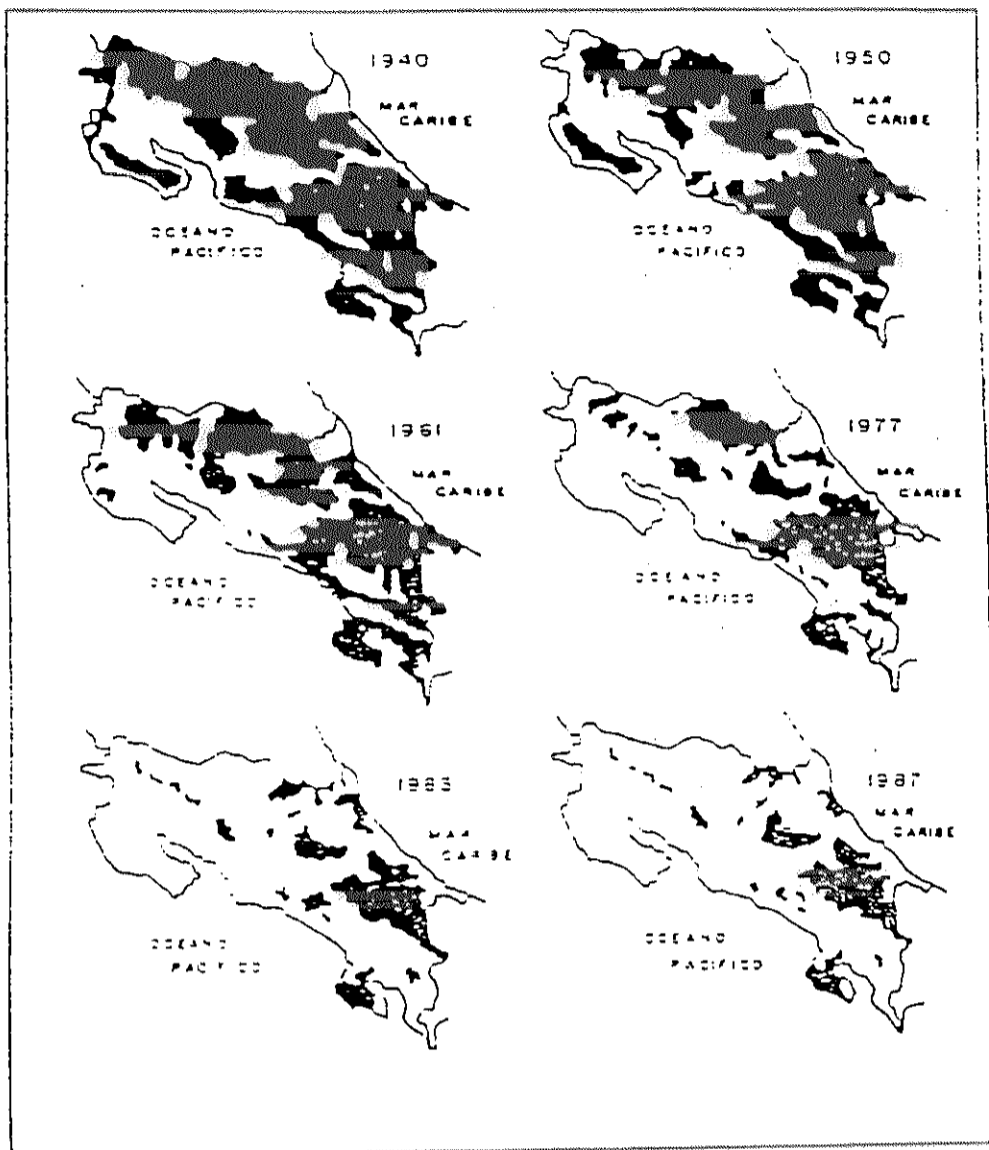 1940
MAR
CARIBE
OCEANO
PACIFICO
1950
MAR
CARIBE
OCEANO
PACIFICO
1961
MAR
CARIBE
OCEANO
PACIFICO
1977
MAR
CARIBE
OCEANO
PACIFICO
1983
MAR
CARIBE
OCEANO
PACIFICO
1987
MAR
CARIBE
OCEANO
PACIFICO